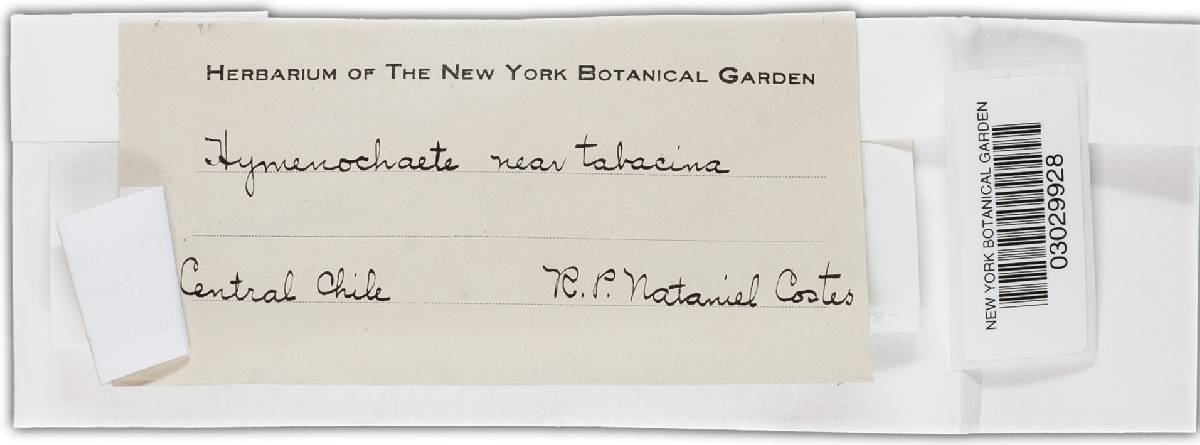 HERBARIUM OF THE NEW YORK BOTANICAL GARDEN
Hymenochaete near tabacina
Central Chile R. P. Nataniel Costes
NEW YORK BOTANICAL GARDEN
03029928